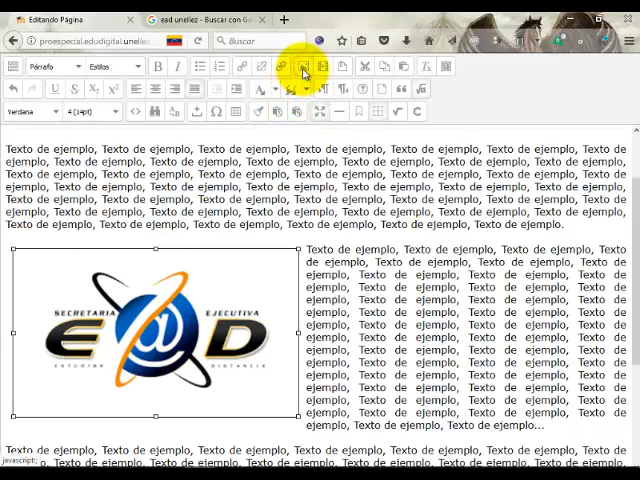 Editando Página
ead unellez - Buscar con Go
proespecial.edudigital.unellez
Buscar
Párrafo
Estilos
B I
U S X₂ X²
Verdana
4 (14pt)
Texto de ejemplo, Texto de ejemplo, Texto de ejemplo, Texto de ejemplo, Texto de ejemplo, Texto de
ejemplo, Texto de ejemplo, Texto de ejemplo, Texto de ejemplo, Texto de ejemplo, Texto de ejemplo,
Texto de ejemplo, Texto de ejemplo, Texto de ejemplo, Texto de ejemplo, Texto de ejemplo, Texto de
ejemplo, Texto de ejemplo, Texto de ejemplo, Texto de ejemplo, Texto de ejemplo, Texto de ejemplo,
Texto de ejemplo, Texto de ejemplo, Texto de ejemplo, Texto de ejemplo, Texto de ejemplo, Texto de
ejemplo, Texto de ejemplo, Texto de ejemplo, Texto de ejemplo, Texto de ejemplo, Texto de ejemplo,
Texto de ejemplo, Texto de ejemplo, Texto de ejemplo, Texto de ejemplo, Texto de ejemplo.
Texto de ejemplo, Texto de ejemplo, Texto de ejemplo, Texto
de ejemplo, Texto de ejemplo, Texto de ejemplo, Texto de
ejemplo, Texto de ejemplo, Texto de ejemplo, Texto de
ejemplo, Texto de ejemplo, Texto de ejemplo, Texto de
ejemplo, Texto de ejemplo, Texto de ejemplo, Texto de
ejemplo, Texto de ejemplo, Texto de ejemplo, Texto de
ejemplo, Texto de ejemplo, Texto de ejemplo, Texto de
ejemplo, Texto de ejemplo, Texto de ejemplo, Texto de
ejemplo, Texto de ejemplo, Texto de ejemplo, Texto de
ejemplo, Texto de ejemplo, Texto de ejemplo, Texto de
ejemplo, Texto de ejemplo, Texto de ejemplo, Texto de
ejemplo, Texto de ejemplo, Texto de ejemplo, Texto de
ejemplo, Texto de ejemplo, Texto de ejemplo, Texto de
ejemplo, Texto de ejemplo, Texto de ejemplo, Texto de
ejemplo, Texto de ejemplo, Texto de ejemplo...
SECRETARIA EJECUTIVA
E@D
ESTUDIOS DISTANCIA
Texto de ejemplo, Texto de ejemplo, Texto de ejemplo, Texto de ejemplo, Texto de ejemplo, Texto de
ejemplo, Texto de ejemplo, Texto de ejemplo, Texto de ejemplo, Texto de ejemplo, Texto de ejemplo,
javascript:;